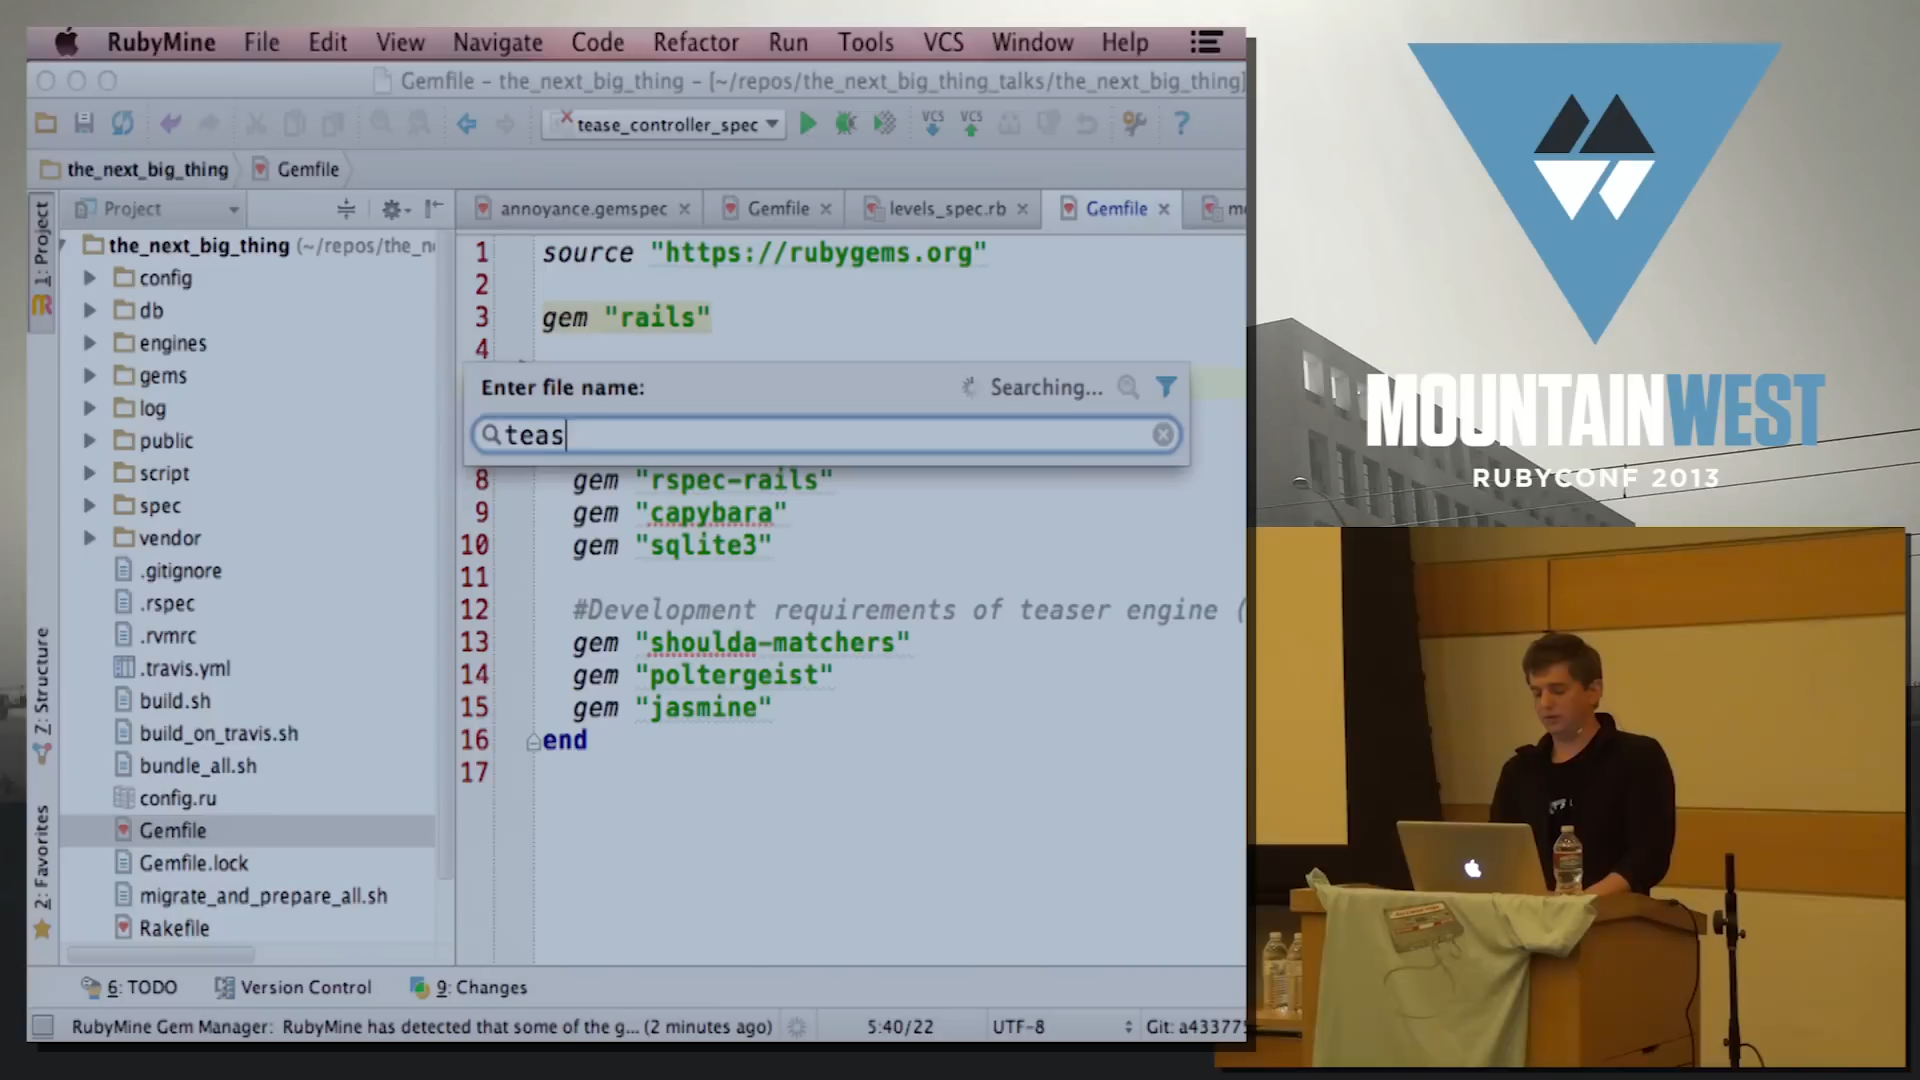 RubyMine File Edit View Navigate Code Refactor Run Tools VCS Window Help
Gemfile – the_next_big_thing – [~/repos/the_next_big_thing_talks/the_next_big_thing]
tease_controller_spec
VCS VCS ?
the_next_big_thing Gemfile
1: Project
Z: Structure
2: Favorites
Project
the_next_big_thing (~/repos/the_n
config
db
engines
gems
log
public
script
spec
vendor
.gitignore
.rspec
.rvmrc
.travis.yml
build.sh
build_on_travis.sh
bundle_all.sh
config.ru
Gemfile
Gemfile.lock
migrate_and_prepare_all.sh
Rakefile
annoyance.gemspec Gemfile levels_spec.rb Gemfile
1 source "https://rubygems.org"
2
3 gem "rails"
4
Enter file name: Searching...
teas
8 gem "rspec-rails"
9 gem "capybara"
10 gem "sqlite3"
11
12 #Development requirements of teaser engine (
13 gem "shoulda-matchers"
14 gem "poltergeist"
15 gem "jasmine"
16 end
17
6: TODO Version Control 9: Changes
RubyMine Gem Manager: RubyMine has detected that some of the g... (2 minutes ago) 5:40/22 UTF-8 Git: a43377
MOUNTAINWEST
RUBYCONF 2013